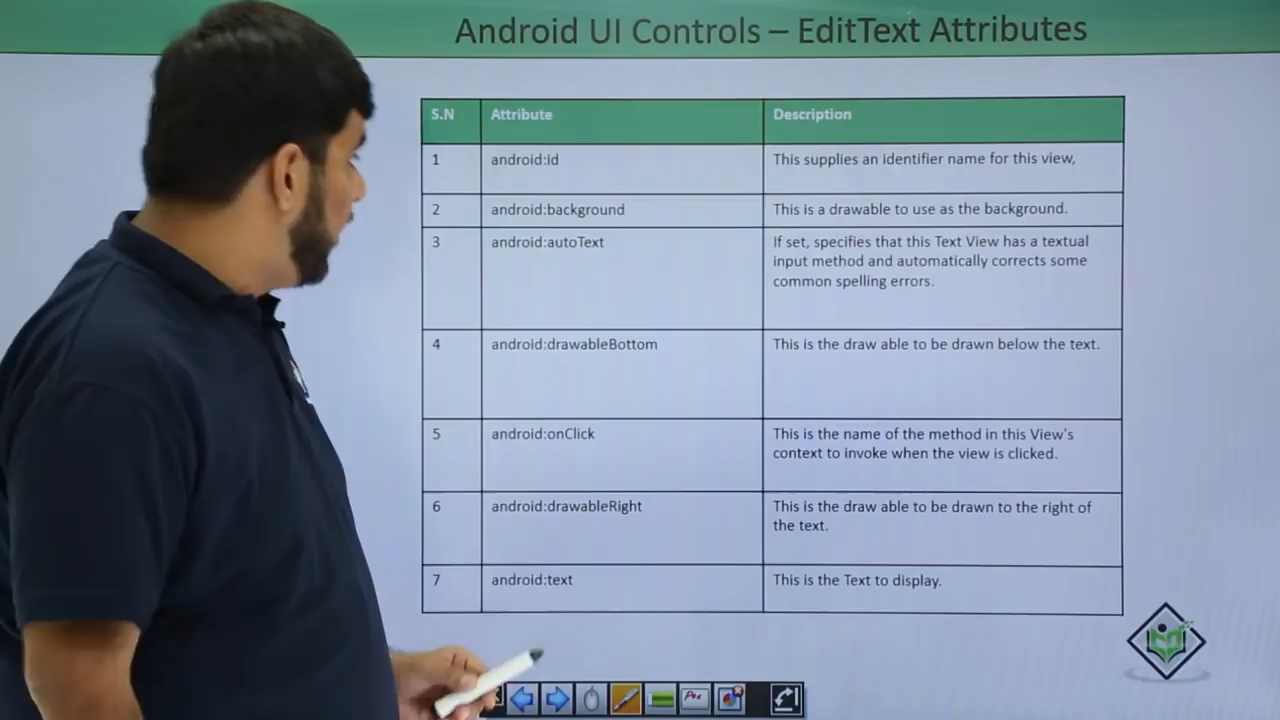 Android UI Controls – EditText Attributes
S.N Attribute Description
1 android:id This supplies an identifier name for this view,
2 android:background This is a drawable to use as the background.
3 android:autoText If set, specifies that this Text View has a textual
input method and automatically corrects some
common spelling errors.
4 android:drawableBottom This is the draw able to be drawn below the text.
5 android:onClick This is the name of the method in this View's
context to invoke when the view is clicked.
6 android:drawableRight This is the draw able to be drawn to the right of
the text.
7 android:text This is the Text to display.